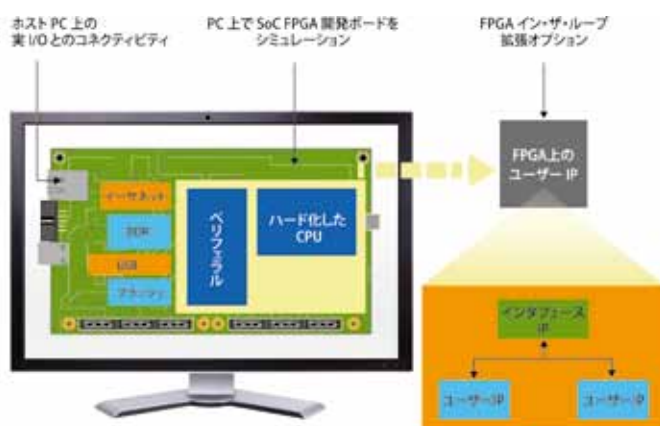 ホスト PC 上の
実 I/O とのコネクティビティ
PC 上で SoC FPGA 開発ボードを
シミュレーション
FPGA イン・ザ・ループ
拡張オプション
イーサネット
DDR
USB
フラッシュ
ペリフェラル
ハード化した
CPU
FPGA上の
ユーザー IP
インタフェース
IP
ユーザーIP
ユーザーIP